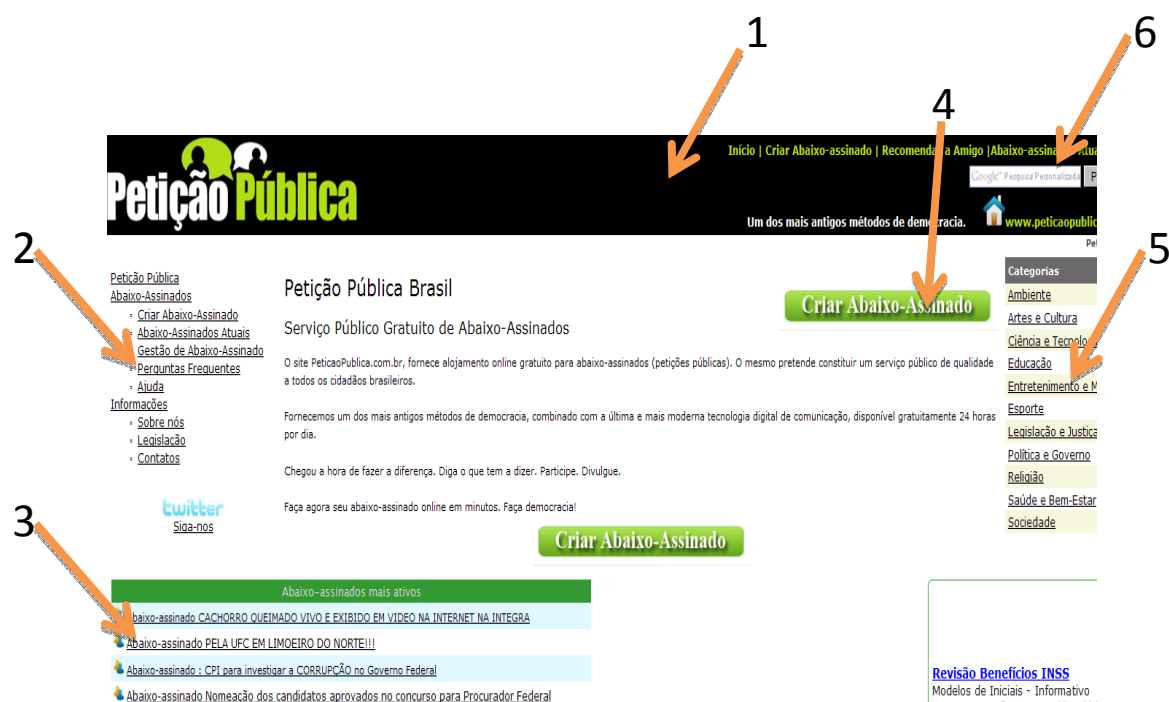 1
6
4
Início | Criar Abaixo-assinado | Recomendar a Amigo |Abaixo-assinados Atua
Petição Pública
Google™ Pesquisa Personalizada P
Um dos mais antigos métodos de democracia. www.peticaopublic
Pet
2
5
Petição Pública
Abaixo-Assinados
Criar Abaixo-Assinado
Abaixo-Assinados Atuais
Gestão de Abaixo-Assinado
Perguntas Frequentes
Ajuda
Informações
Sobre nós
Legislação
Contatos
twitter
Siga-nos
3
Petição Pública Brasil
Criar Abaixo-Assinado
Serviço Público Gratuito de Abaixo-Assinados
O site PeticaoPublica.com.br, fornece alojamento online gratuito para abaixo-assinados (petições públicas). O mesmo pretende constituir um serviço público de qualidade
a todos os cidadãos brasileiros.
Fornecemos um dos mais antigos métodos de democracia, combinado com a última e mais moderna tecnologia digital de comunicação, disponível gratuitamente 24 horas
por dia.
Chegou a hora de fazer a diferença. Diga o que tem a dizer. Participe. Divulgue.
Faça agora seu abaixo-assinado online em minutos. Faça democracia!
Criar Abaixo-Assinado
Categorias
Ambiente
Artes e Cultura
Ciência e Tecnolog
Educação
Entretenimento e M
Esporte
Legislação e Justiça
Política e Governo
Religião
Saúde e Bem-Estar
Sociedade
Abaixo-assinados mais ativos
Abaixo-assinado CACHORRO QUEIMADO VIVO E EXIBIDO EM VIDEO NA INTERNET NA INTEGRA
Abaixo-assinado PELA UFC EM LIMOEIRO DO NORTE!!!
Abaixo-assinado : CPI para investigar a CORRUPÇÃO no Governo Federal
Abaixo-assinado Nomeação dos candidatos aprovados no concurso para Procurador Federal
Revisão Benefícios INSS
Modelos de Iniciais - Informativo